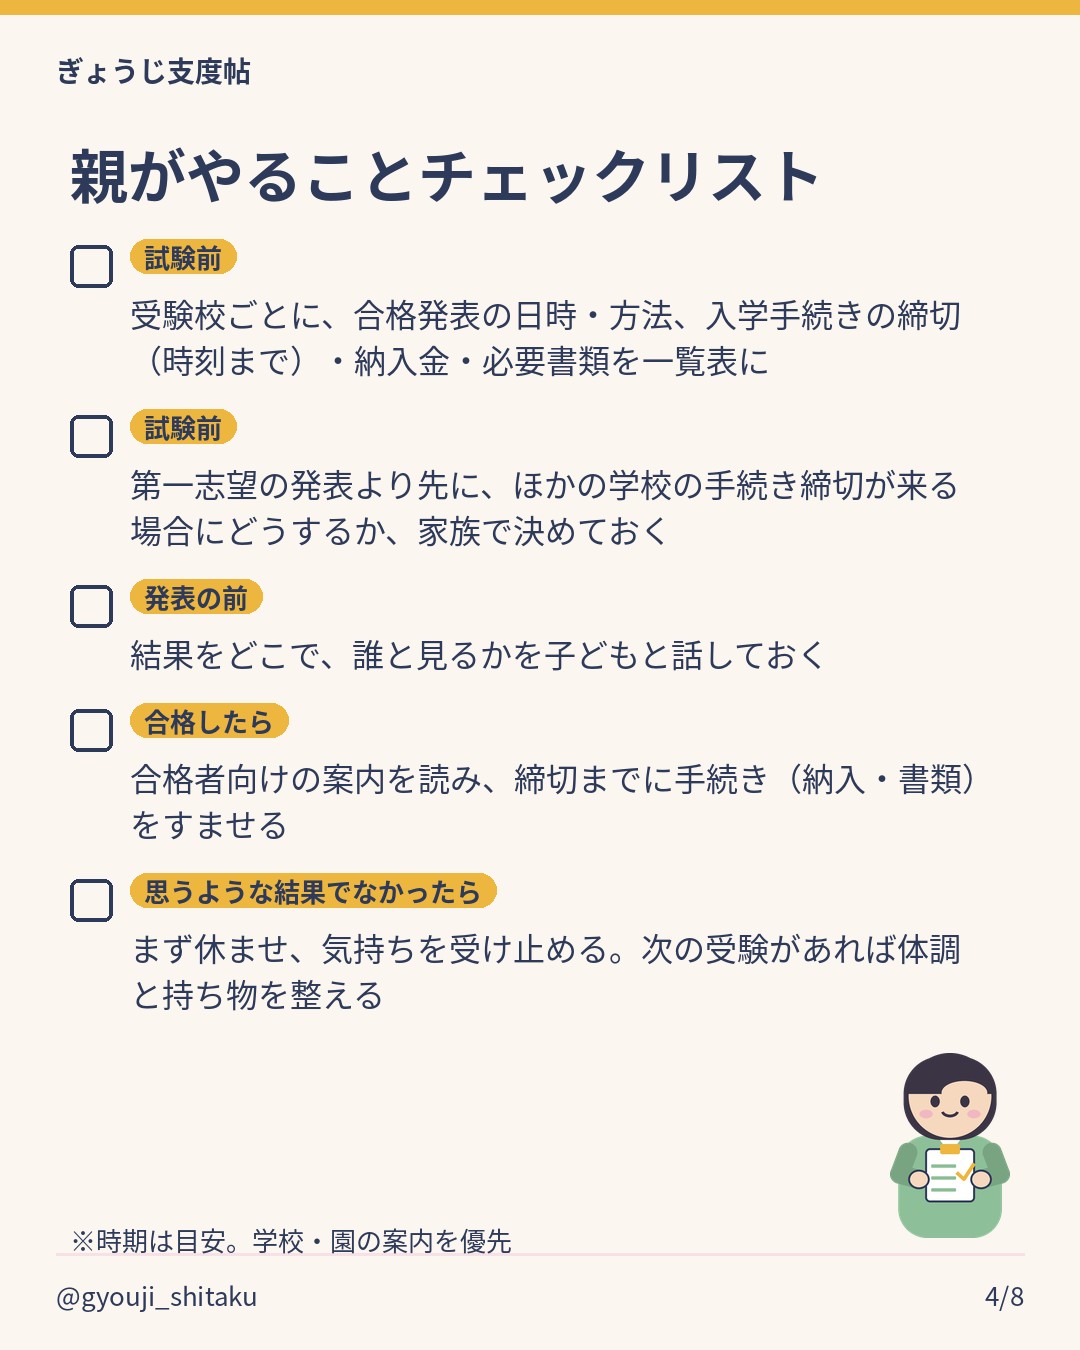 ぎょうじ支度帖
親がやることチェックリスト
試験前
受験校ごとに、合格発表の日時・方法、入学手続きの締切
（時刻まで）・納入金・必要書類を一覧表に
試験前
第一志望の発表より先に、ほかの学校の手続き締切が来る
場合にどうするか、家族で決めておく
発表の前
結果をどこで、誰と見るかを子どもと話しておく
合格したら
合格者向けの案内を読み、締切までに手続き（納入・書類）
をすませる
思うような結果でなかったら
まず休ませ、気持ちを受け止める。次の受験があれば体調
と持ち物を整える
※時期は目安。学校・園の案内を優先
@gyouji_shitaku
4/8